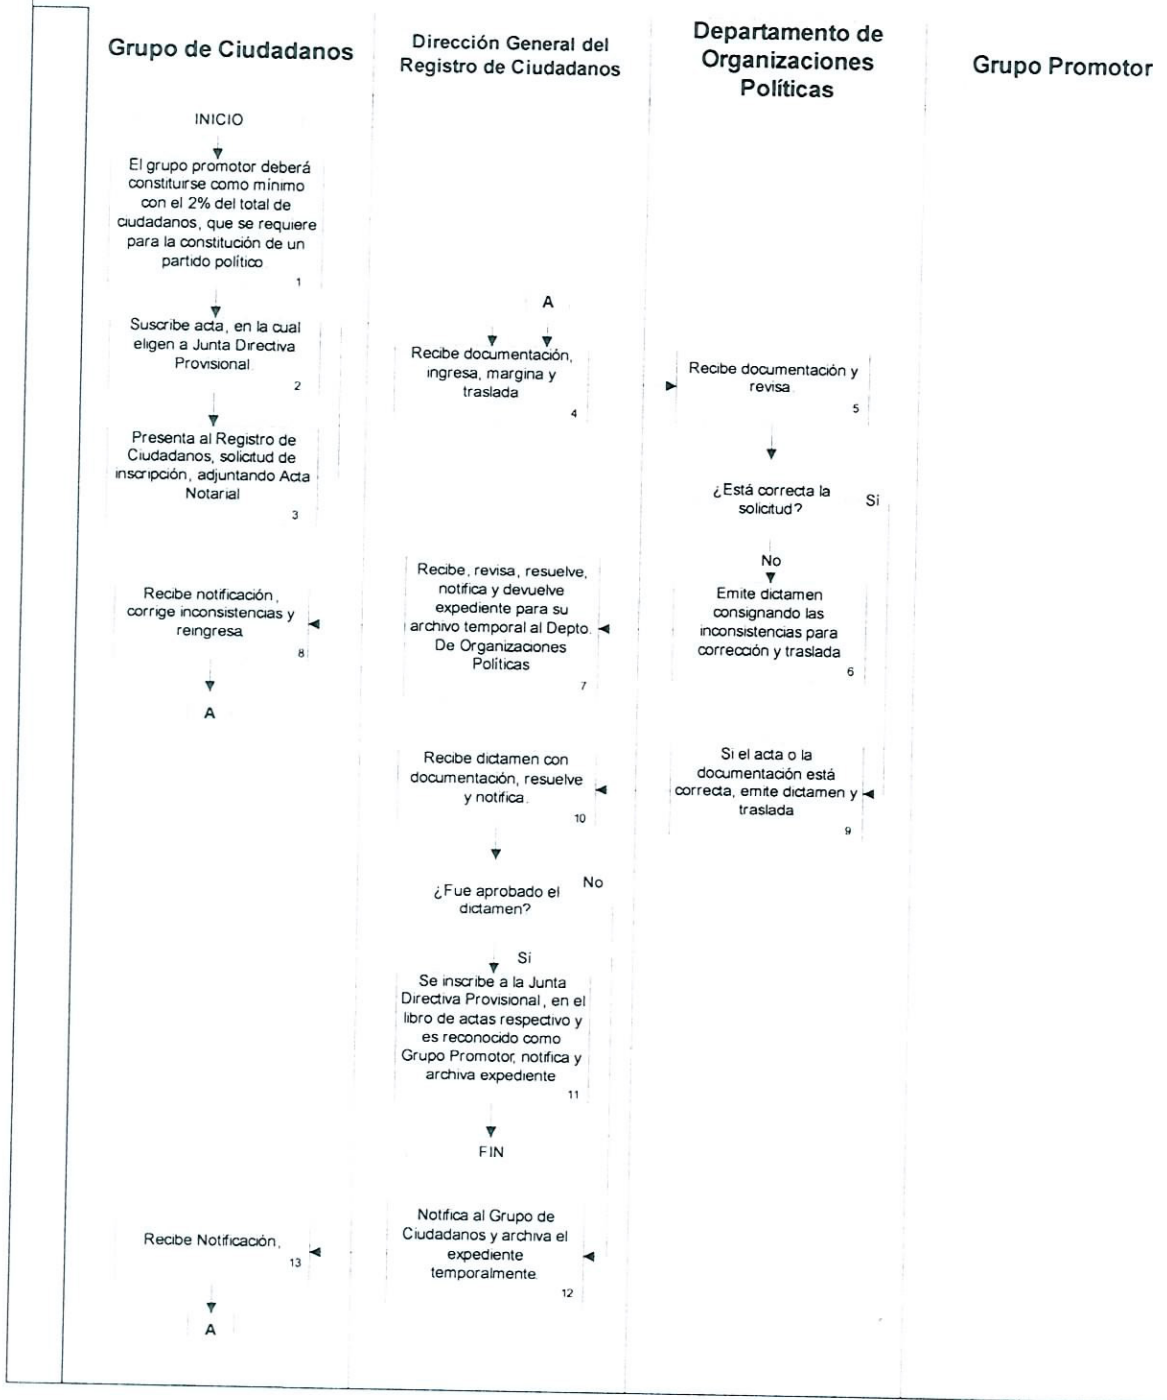 Grupo de Ciudadanos
Dirección General del
Registro de Ciudadanos
Departamento de
Organizaciones
Políticas
Grupo Promotor
INICIO
El grupo promotor deberá
constituirse como mínimo
con el 2% del total de
ciudadanos, que se requiere
para la constitución de un
partido político
1
Suscribe acta, en la cual
eligen a Junta Directiva
Provisional
2
Presenta al Registro de
Ciudadanos, solicitud de
inscripción, adjuntando Acta
Notarial
3
A
Recibe documentación,
ingresa, margina y
traslada
4
Recibe documentación y
revisa
5
¿Está correcta la
solicitud?
Sí
No
Emite dictamen
consignando las
inconsistencias para
corrección y traslada
6
Recibe, revisa, resuelve,
notifica y devuelve
expediente para su
archivo temporal al Depto.
De Organizaciones
Políticas
7
Recibe notificación,
corrige inconsistencias y
reingresa
8
A
Si el acta o la
documentación está
correcta, emite dictamen y
traslada
9
Recibe dictamen con
documentación, resuelve
y notifica.
10
¿Fue aprobado el
dictamen?
No
Sí
Se inscribe a la Junta
Directiva Provisional, en el
libro de actas respectivo y
es reconocido como
Grupo Promotor, notifica y
archiva expediente
11
FIN
Notifica al Grupo de
Ciudadanos y archiva el
expediente
temporalmente.
12
Recibe Notificación,
13
A